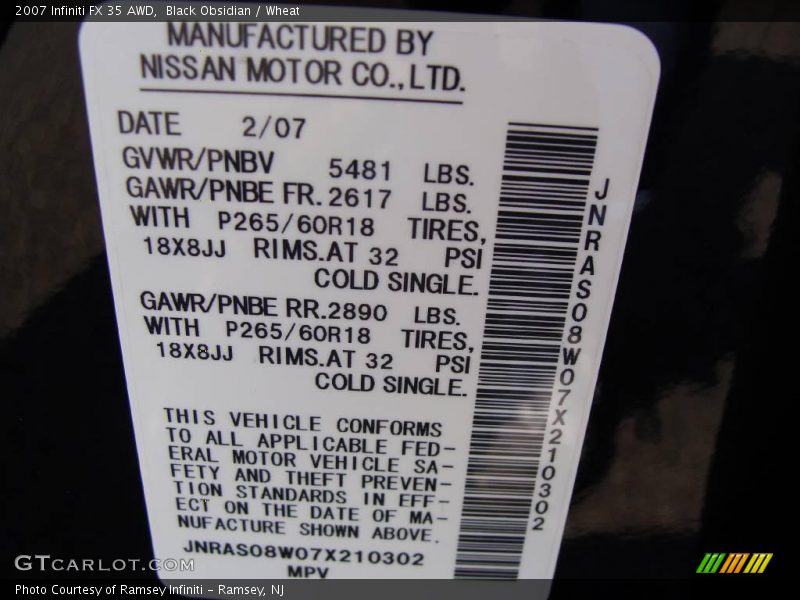 2007 Infiniti FX 35 AWD, Black Obsidian / Wheat
MANUFACTURED BY
NISSAN MOTOR CO.,LTD.
DATE 2/07
GVWR/PNBV 5481 LBS.
GAWR/PNBE FR. 2617 LBS.
WITH P265/60R18 TIRES,
18X8JJ RIMS.AT 32 PSI
COLD SINGLE.
GAWR/PNBE RR.2890 LBS.
WITH P265/60R18 TIRES,
18X8JJ RIMS.AT 32 PSI
COLD SINGLE.
THIS VEHICLE CONFORMS
TO ALL APPLICABLE FED-
ERAL MOTOR VEHICLE SA-
FETY AND THEFT PREVEN-
TION STANDARDS IN EFF-
ECT ON THE DATE OF MA-
NUFACTURE SHOWN ABOVE.
JNRAS08W07X210302
MPV
JNRAS08W07X210302
GTCARLOT.COM
Photo Courtesy of Ramsey Infiniti - Ramsey, NJ